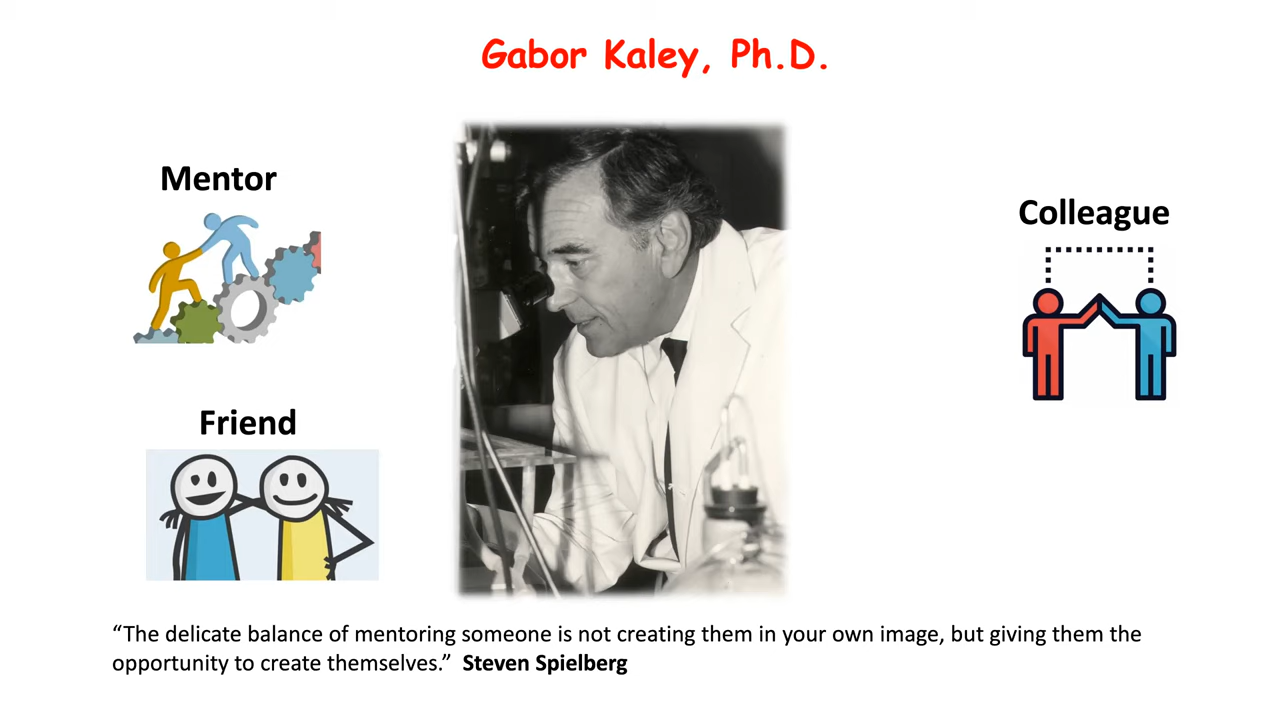 Gabor Kaley, Ph.D.
Mentor
Colleague
Friend
“The delicate balance of mentoring someone is not creating them in your own image, but giving them the
opportunity to create themselves.”  Steven Spielberg